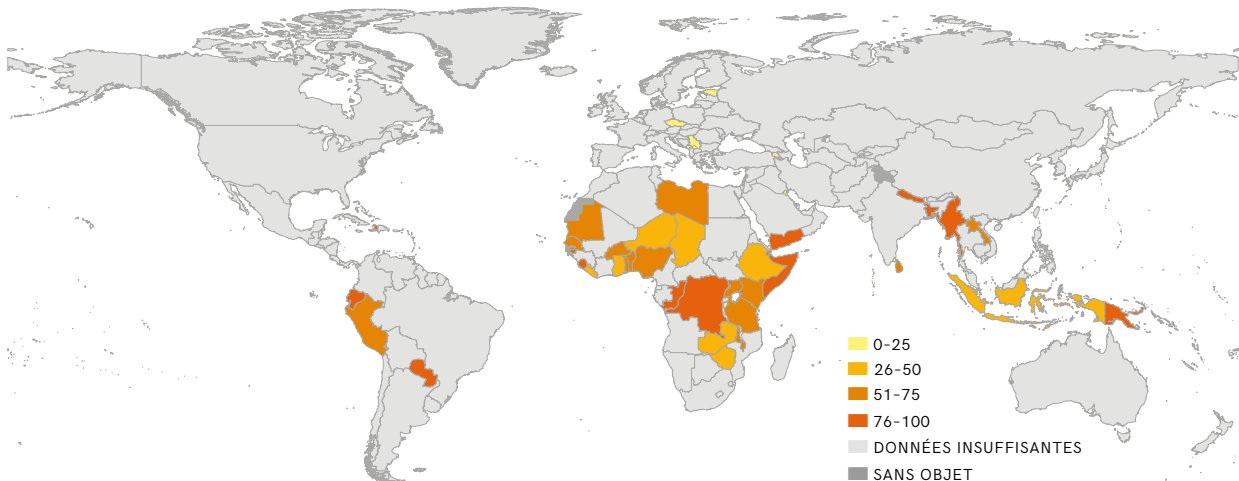 0–25
26–50
51–75
76–100
DONNÉES INSUFFISANTES
SANS OBJET